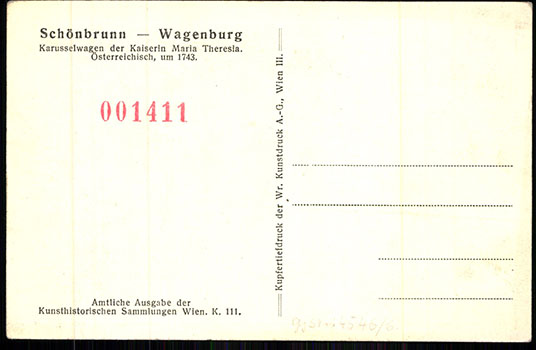 Schönbrunn — Wagenburg
Karusselwagen der Kaiserin Maria Theresia.
Österreichisch, um 1743.
001411
Amtliche Ausgabe der
Kunsthistorischen Sammlungen Wien. K. 111.
Kupfertiefdruck der Wr. Kunstdruck A.-G., Wien III.